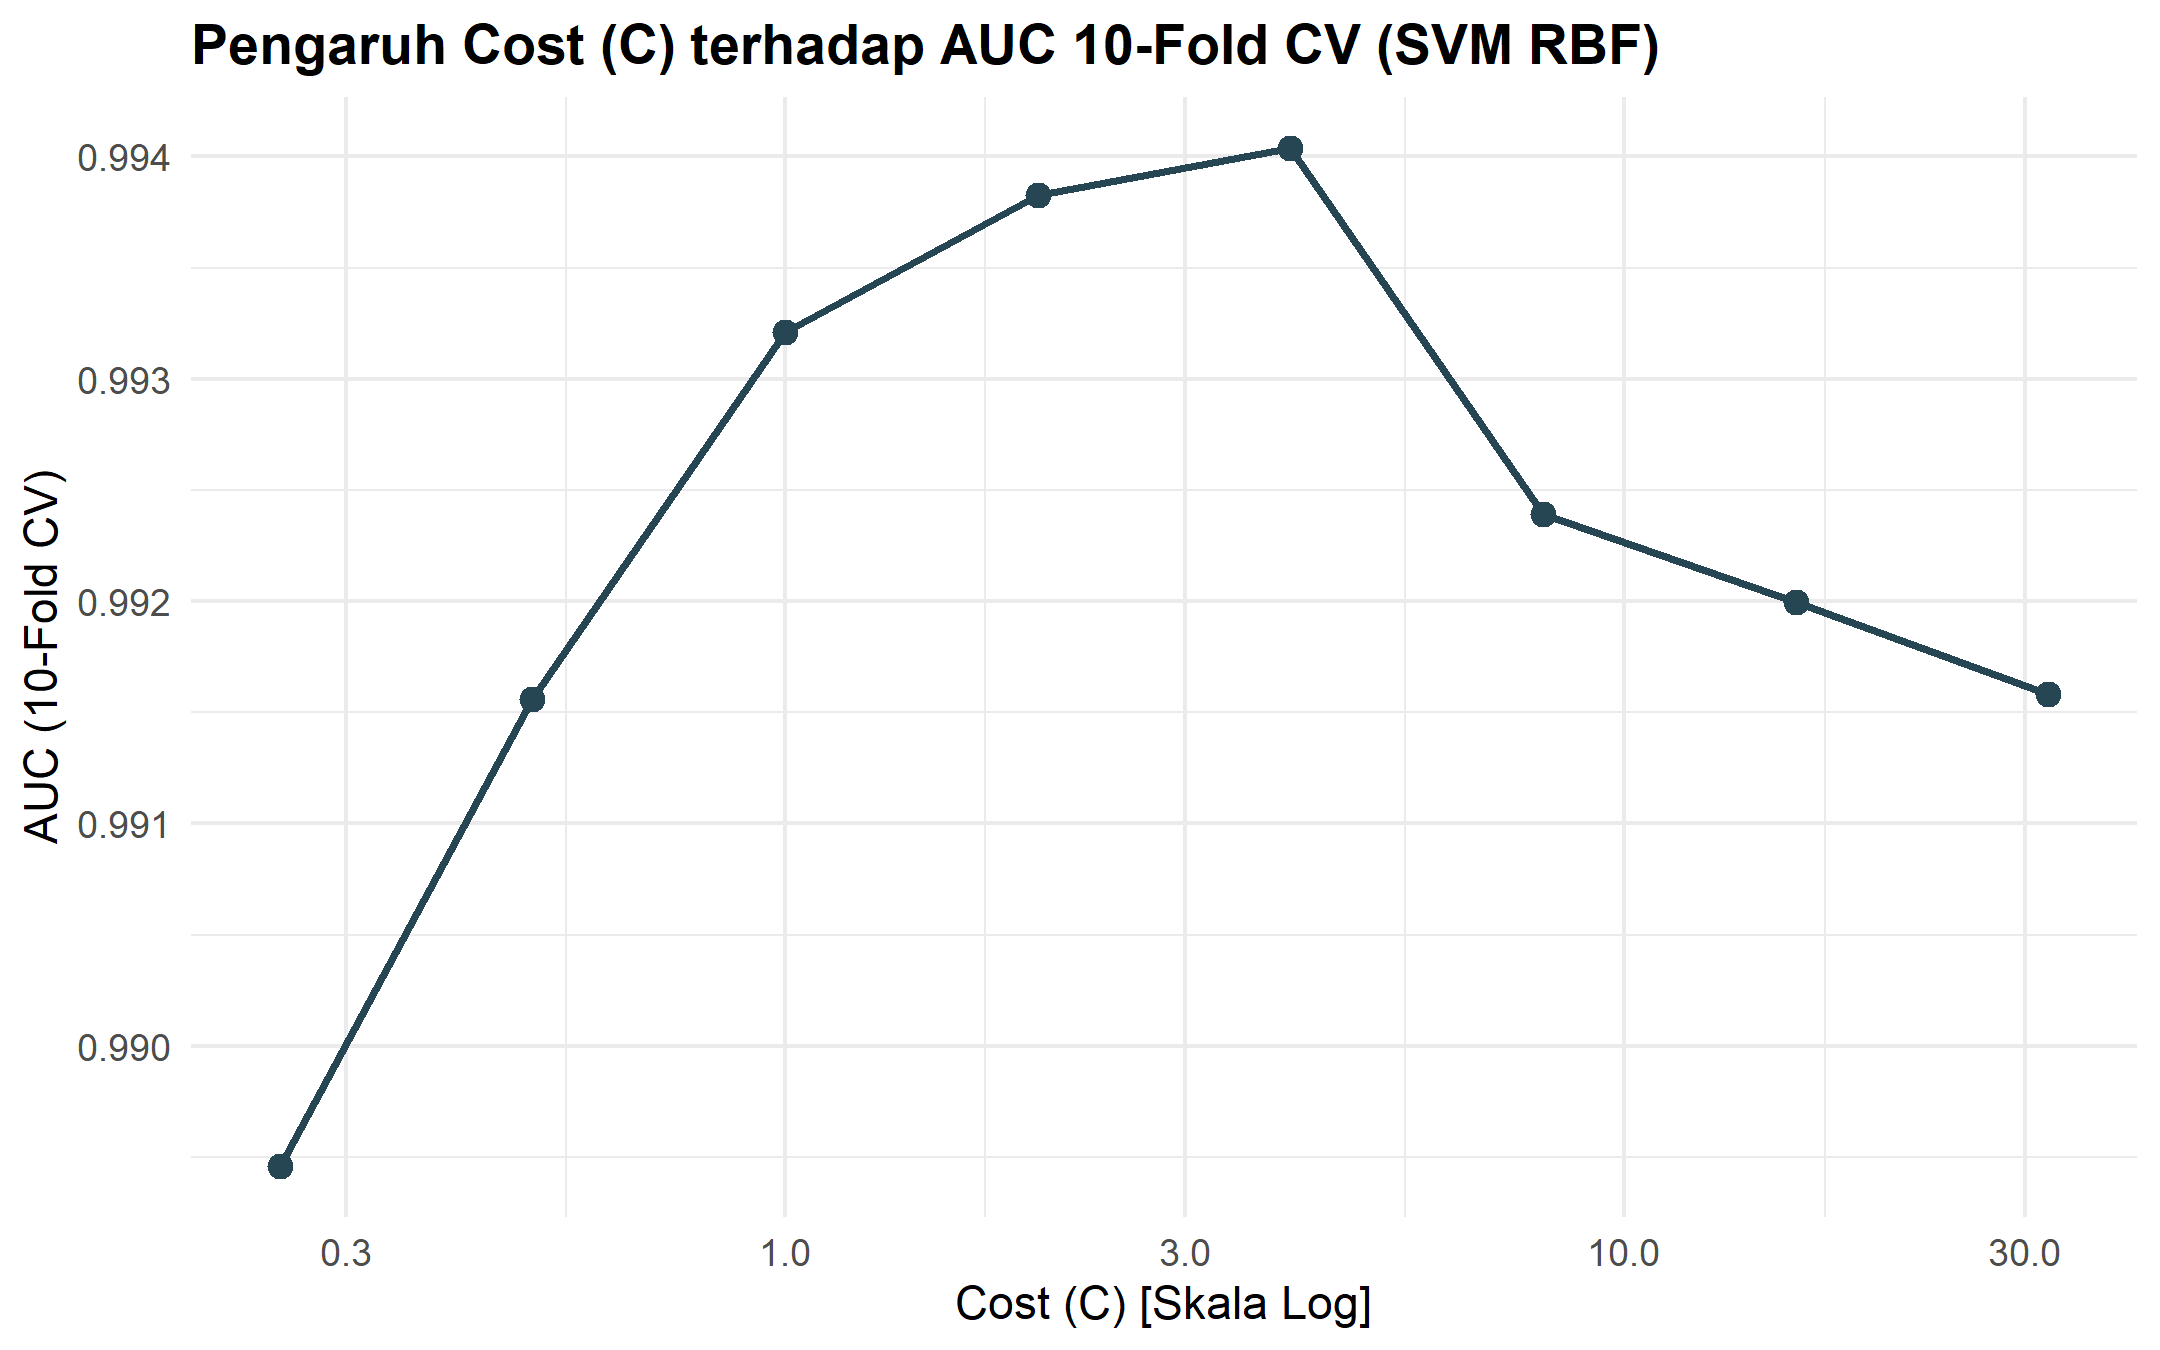 Pengaruh Cost (C) terhadap AUC 10-Fold CV (SVM RBF)
AUC (10-Fold CV)
0.994
0.993
0.992
0.991
0.990
0.3 1.0 3.0 10.0 30.0
Cost (C) [Skala Log]